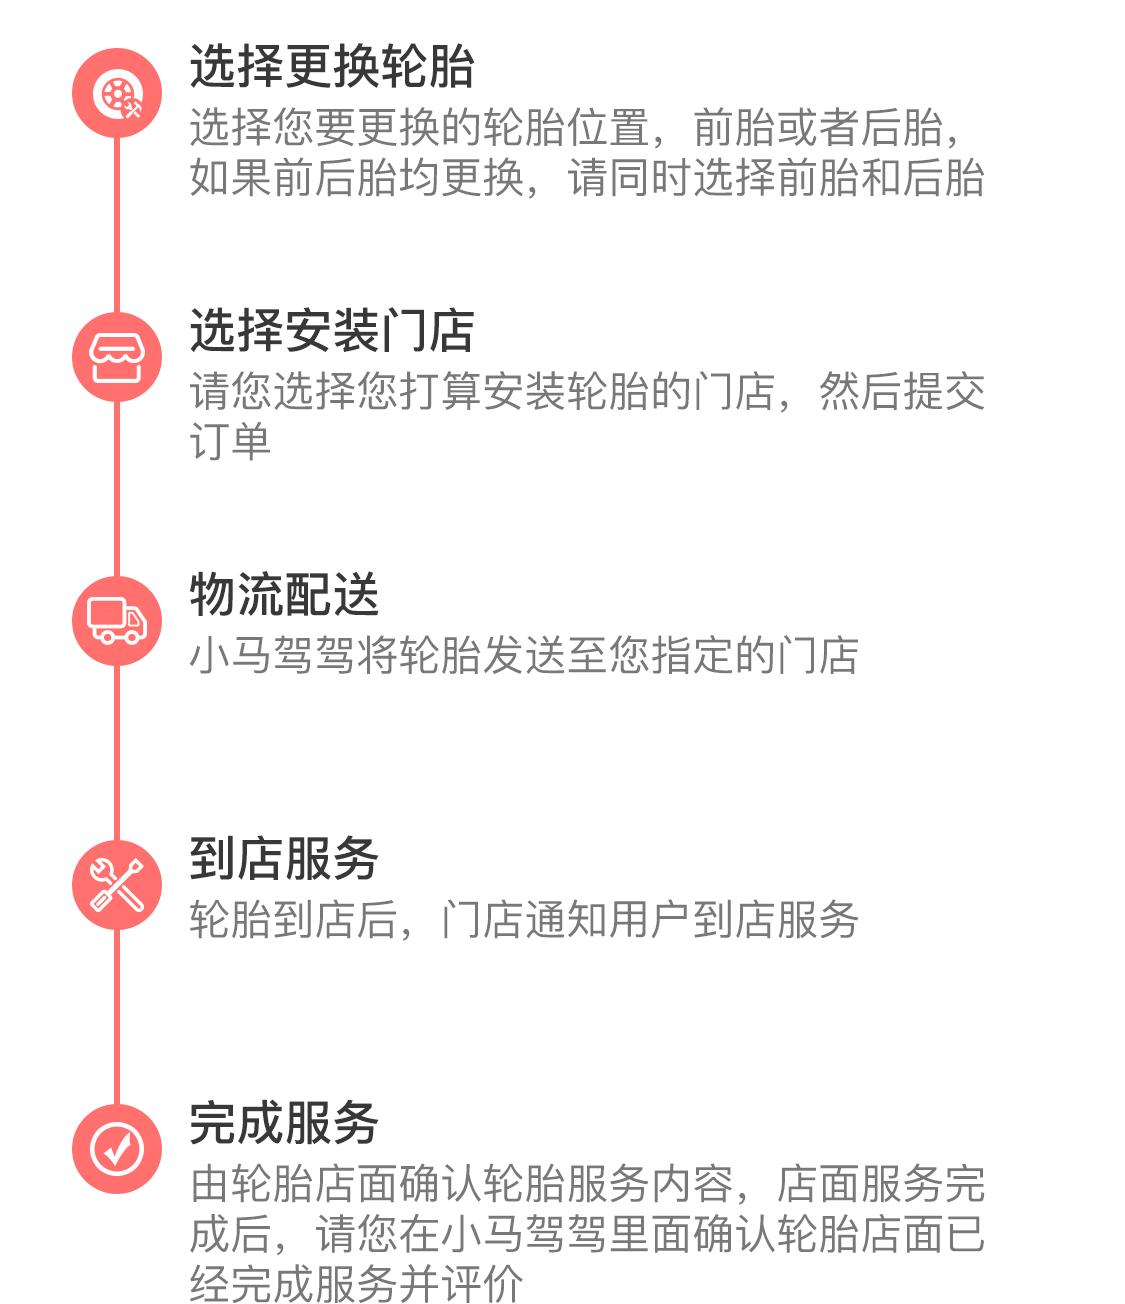 选择更换轮胎
选择您要更换的轮胎位置，前胎或者后胎，
如果前后胎均更换，请同时选择前胎和后胎
选择安装门店
请您选择您打算安装轮胎的门店，然后提交
订单
物流配送
小马驾驾将轮胎发送至您指定的门店
到店服务
轮胎到店后，门店通知用户到店服务
完成服务
由轮胎店面确认轮胎服务内容，店面服务完
成后，请您在小马驾驾里面确认轮胎店面已
经完成服务并评价